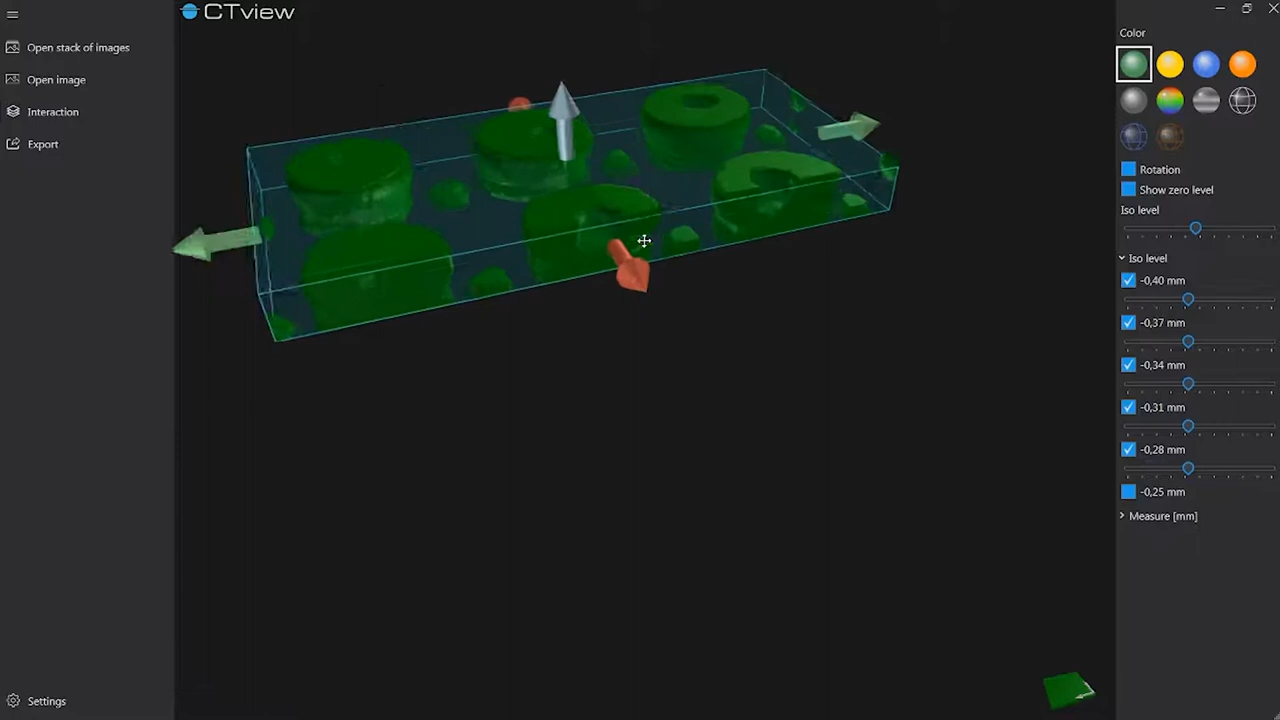 CTview
Open stack of images
Open image
Interaction
Export
Settings
Color
Rotation
Show zero level
Iso level
Iso level
-0,40 mm
-0,37 mm
-0,34 mm
-0,31 mm
-0,28 mm
-0,25 mm
Measure [mm]